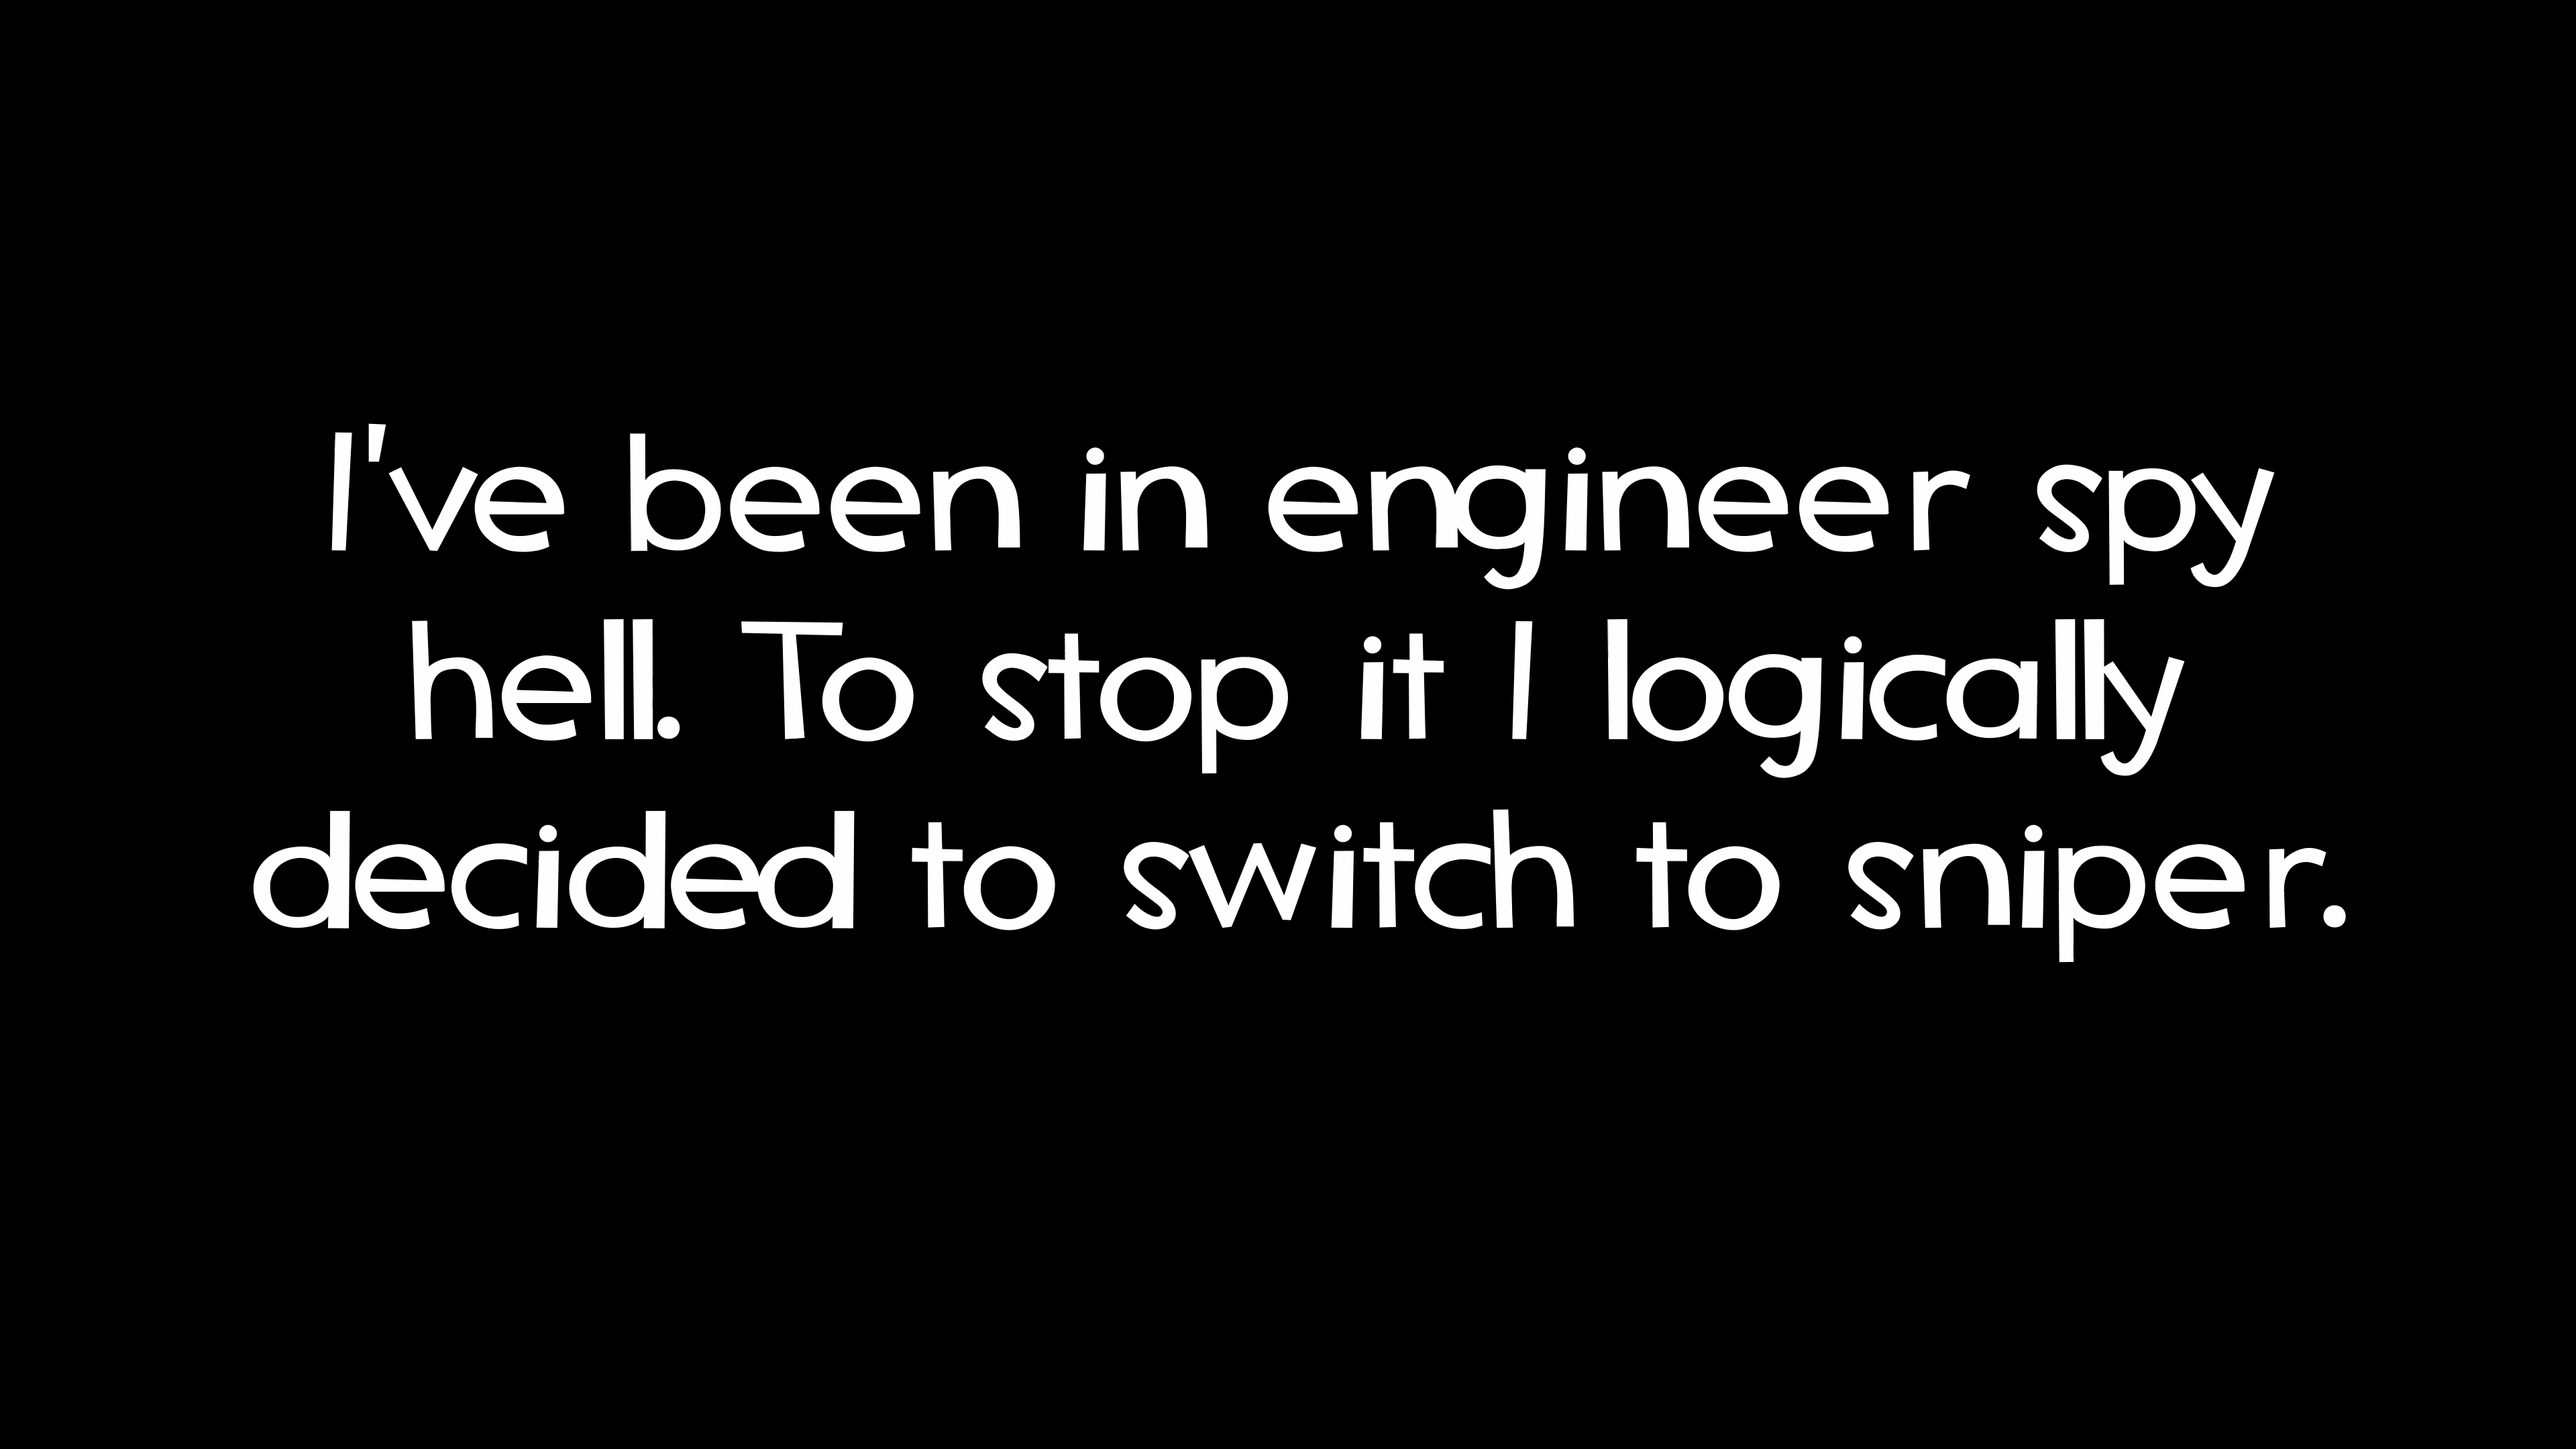 I've been in engineer spy
hell. To stop it I logically
decided to switch to sniper.